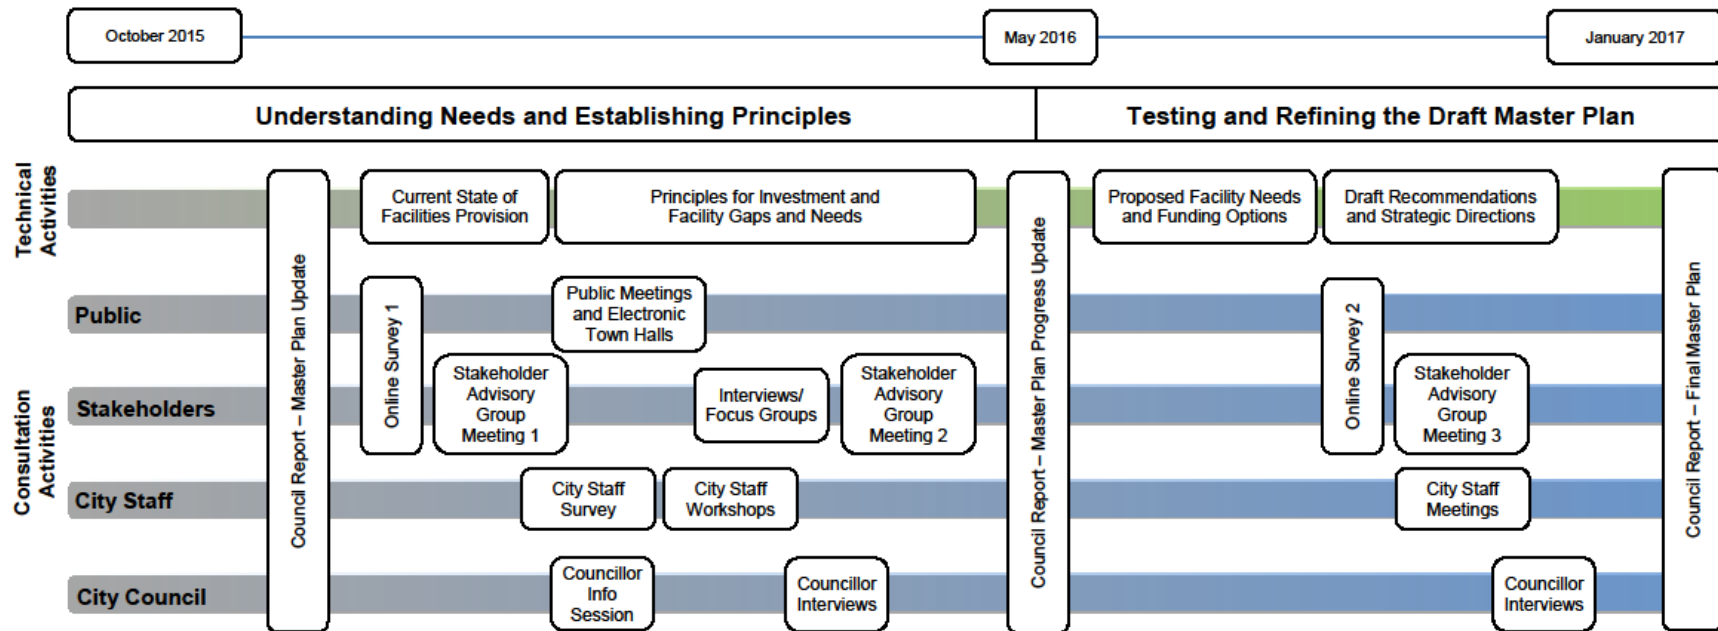 October 2015
May 2016
January 2017
Understanding Needs and Establishing Principles
Testing and Refining the Draft Master Plan
Technical
Activities
Council Report – Master Plan Update
Current State of
Facilities Provision
Principles for Investment and
Facility Gaps and Needs
Council Report – Master Plan Progress Update
Proposed Facility Needs
and Funding Options
Draft Recommendations
and Strategic Directions
Council Report – Final Master Plan
Consultation
Activities
Public
Online Survey 1
Public Meetings
and Electronic
Town Halls
Online Survey 2
Stakeholders
Stakeholder
Advisory
Group
Meeting 1
Interviews/
Focus Groups
Stakeholder
Advisory
Group
Meeting 2
Stakeholder
Advisory
Group
Meeting 3
City Staff
City Staff
Survey
City Staff
Workshops
City Staff
Meetings
City Council
Councillor
Info
Session
Councillor
Interviews
Councillor
Interviews